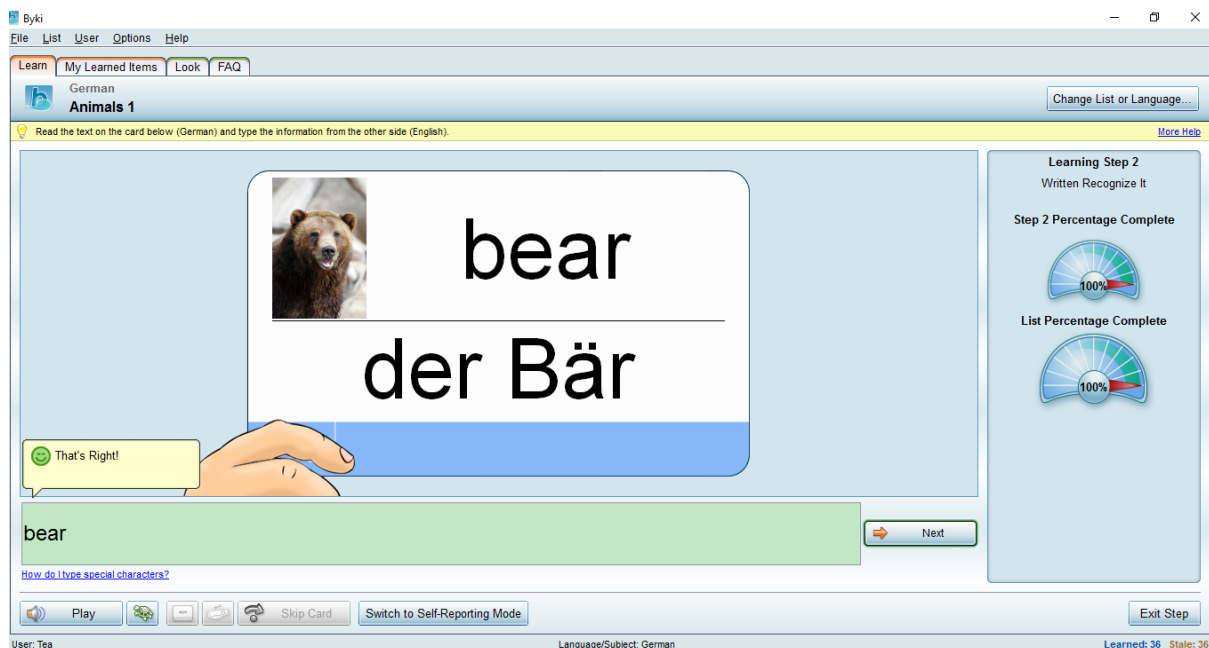 Byki
File List User Options Help
Learn My Learned Items Look FAQ
German
Animals 1
Change List or Language...
Read the text on the card below (German) and type the information from the other side (English).
More Help
bear
der Bär
That's Right!
bear
Next
How do I type special characters?
Learning Step 2
Written Recognize It
Step 2 Percentage Complete
100%
List Percentage Complete
100%
Play Skip Card Switch to Self-Reporting Mode Exit Step
User: Tea Language/Subject: German Learned: 36 Stale: 36